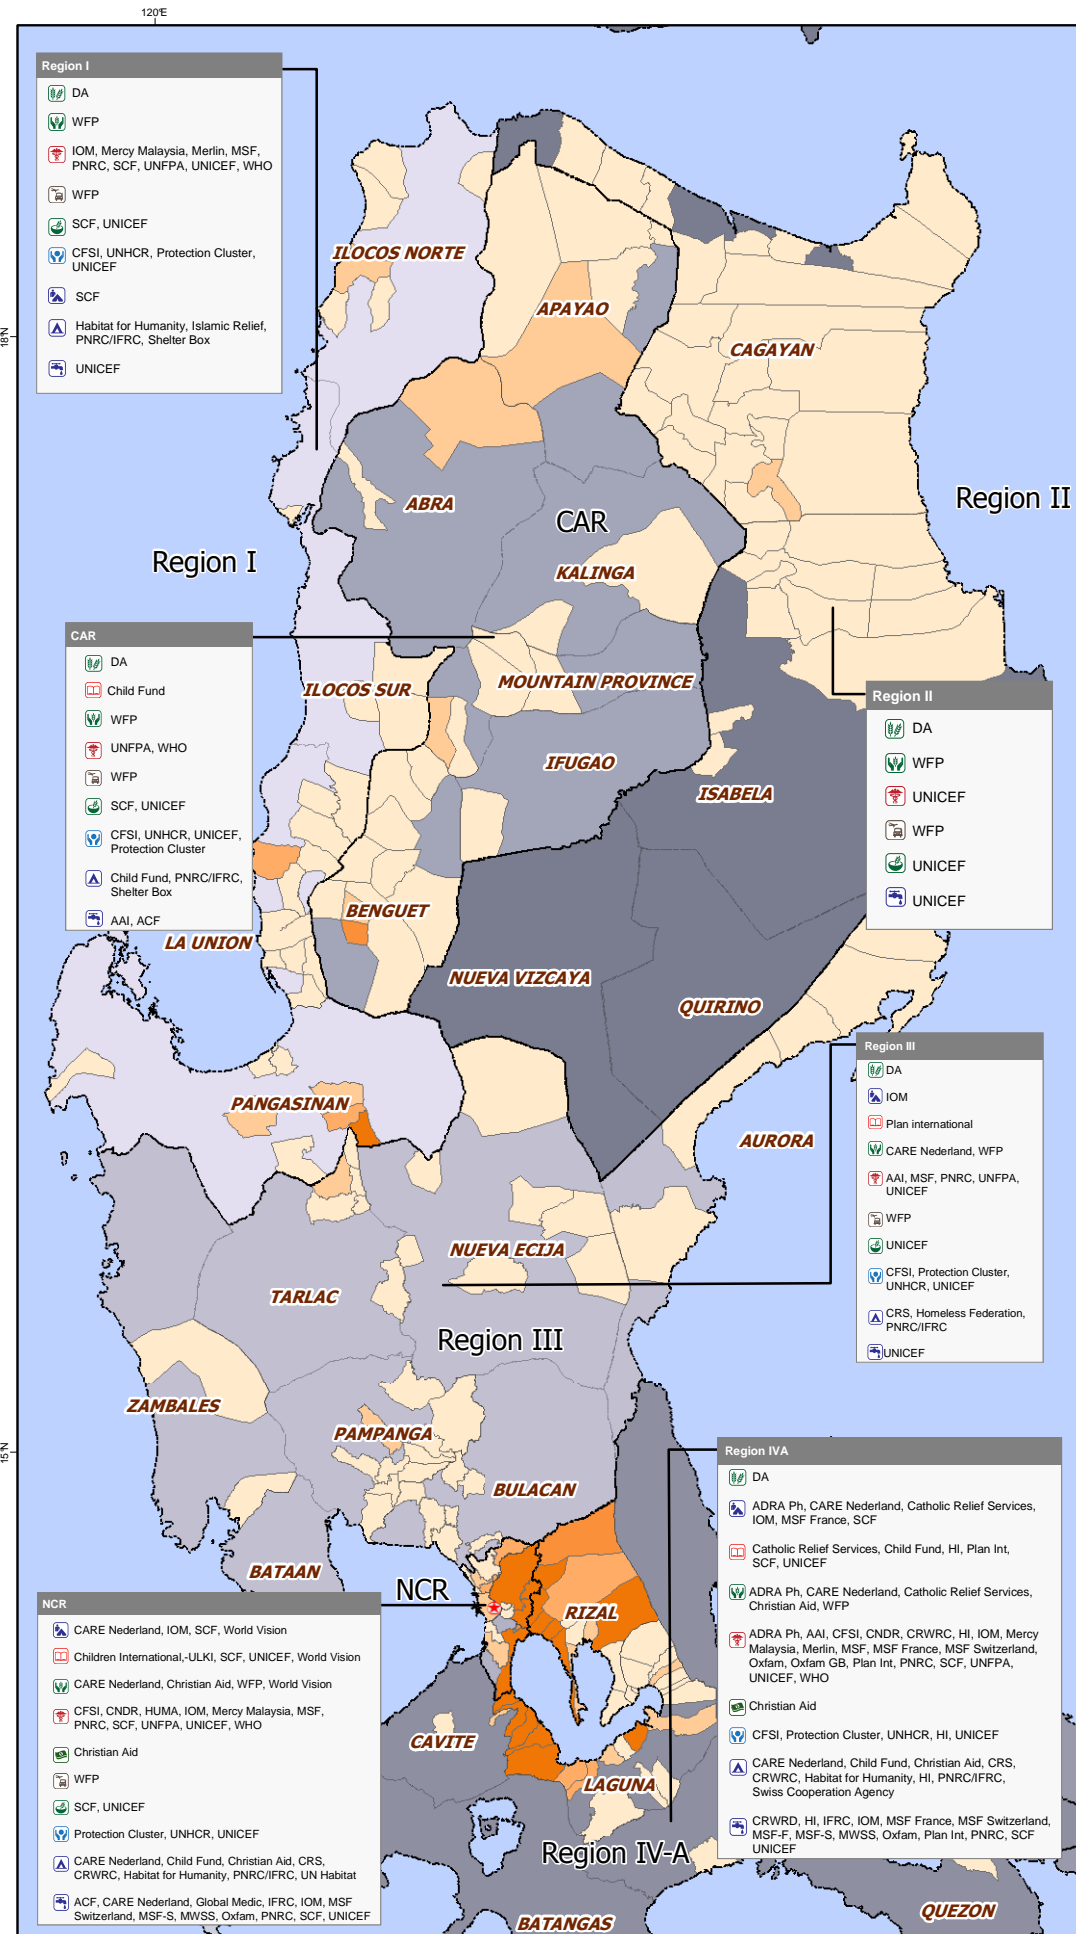 120°E
Region I
DA
WFP
IOM, Mercy Malaysia, Merlin, MSF,
PNRC, SCF, UNFPA, UNICEF, WHO
WFP
SCF, UNICEF
CFSI, UNHCR, Protection Cluster,
UNICEF
SCF
Habitat for Humanity, Islamic Relief,
PNRC/IFRC, Shelter Box
UNICEF
ILOCOS NORTE
APAYAO
CAGAYAN
18°N
ABRA
CAR
Region II
Region I
KALINGA
CAR
DA
Child Fund
WFP
UNFPA, WHO
WFP
SCF, UNICEF
CFSI, UNHCR, UNICEF,
Protection Cluster
Child Fund, PNRC/IFRC,
Shelter Box
AAI, ACF
ILOCOS SUR
MOUNTAIN PROVINCE
IFUGAO
ISABELA
Region II
DA
WFP
UNICEF
WFP
UNICEF
UNICEF
BENGUET
LA UNION
NUEVA VIZCAYA
QUIRINO
Region III
DA
IOM
Plan international
CARE Nederland, WFP
AAI, MSF, PNRC, UNFPA,
UNICEF
WFP
UNICEF
CFSI, Protection Cluster,
UNHCR, UNICEF
CRS, Homeless Federation,
PNRC/IFRC
UNICEF
PANGASINAN
AURORA
NUEVA ECIJA
TARLAC
Region III
ZAMBALES
PAMPANGA
15°N
BULACAN
Region IVA
DA
ADRA Ph, CARE Nederland, Catholic Relief Services,
IOM, MSF France, SCF
Catholic Relief Services, Child Fund, HI, Plan Int,
SCF, UNICEF
ADRA Ph, CARE Nederland, Catholic Relief Services,
Christian Aid, WFP
ADRA Ph, AAI, CFSI, CNDR, CRWRC, HI, IOM, Mercy
Malaysia, Merlin, MSF, MSF France, MSF Switzerland,
Oxfam, Oxfam GB, Plan Int, PNRC, SCF, UNFPA,
UNICEF, WHO
Christian Aid
CFSI, Protection Cluster, UNHCR, HI, UNICEF
CARE Nederland, Child Fund, Christian Aid, CRS,
CRWRC, Habitat for Humanity, HI, PNRC/IFRC,
Swiss Cooperation Agency
CRWRD, HI, IFRC, IOM, MSF France, MSF Switzerland,
MSF-F, MSF-S, MWSS, Oxfam, Plan Int, PNRC, SCF
UNICEF
BATAAN
NCR
RIZAL
NCR
CARE Nederland, IOM, SCF, World Vision
Children International,-ULKI, SCF, UNICEF, World Vision
CARE Nederland, Christian Aid, WFP, World Vision
CFSI, CNDR, HUMA, IOM, Mercy Malaysia, MSF,
PNRC, SCF, UNFPA, UNICEF, WHO
Christian Aid
WFP
SCF, UNICEF
Protection Cluster, UNHCR, UNICEF
CARE Nederland, Child Fund, Christian Aid, CRS,
CRWRC, Habitat for Humanity, PNRC/IFRC, UN Habitat
ACF, CARE Nederland, Global Medic, IFRC, IOM, MSF
Switzerland, MSF-S, MWSS, Oxfam, PNRC, SCF, UNICEF
CAVITE
LAGUNA
Region IV-A
BATANGAS
QUEZON